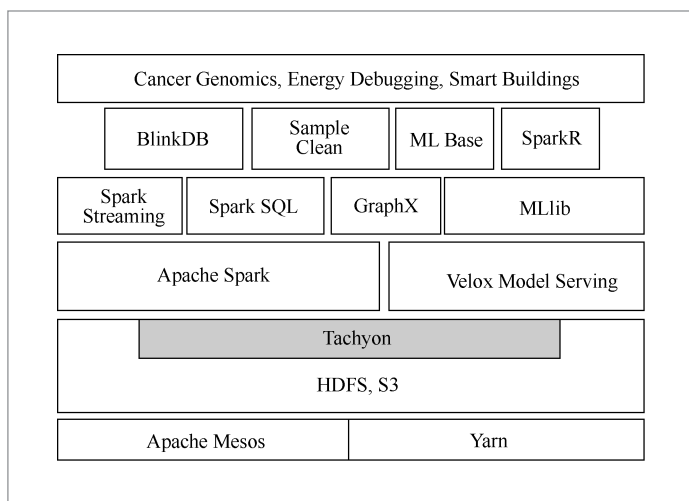 Cancer Genomics, Energy Debugging, Smart Buildings
BlinkDB
Sample
Clean
ML Base
SparkR
Spark
Streaming
Spark SQL
GraphX
MLlib
Apache Spark
Velox Model Serving
Tachyon
HDFS, S3
Apache Mesos
Yarn